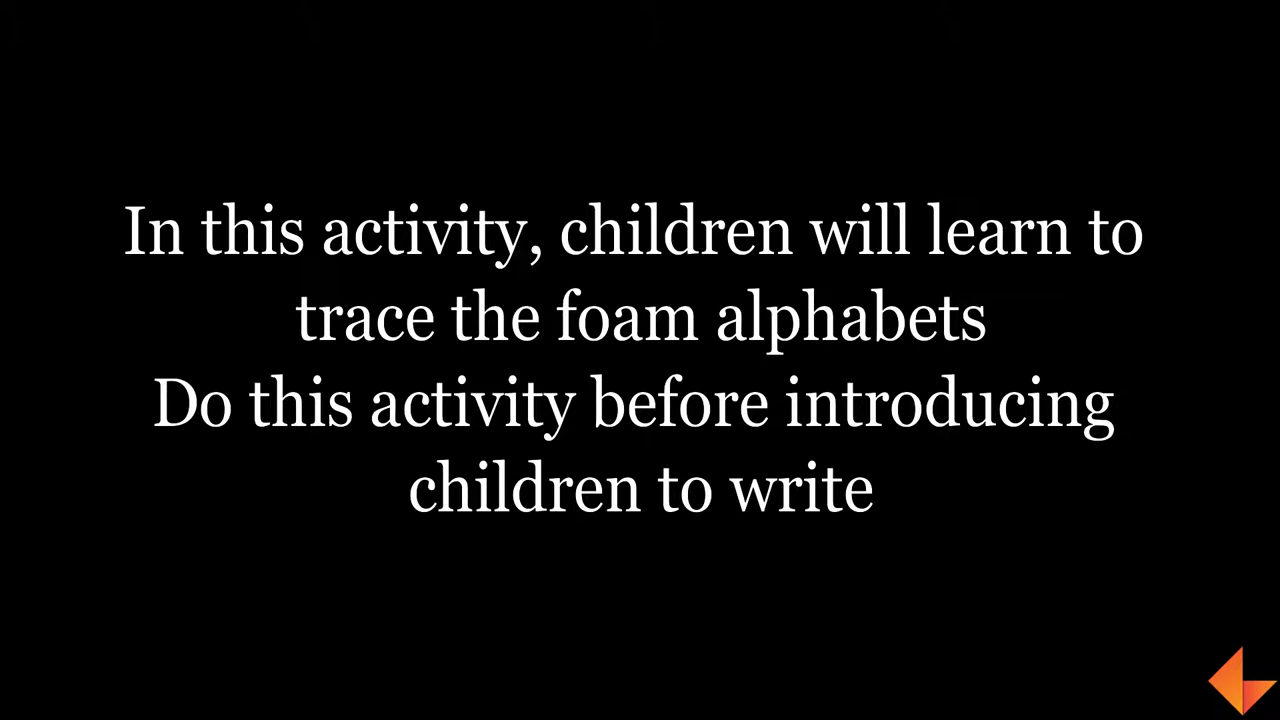 In this activity, children will learn to
trace the foam alphabets
Do this activity before introducing
children to write